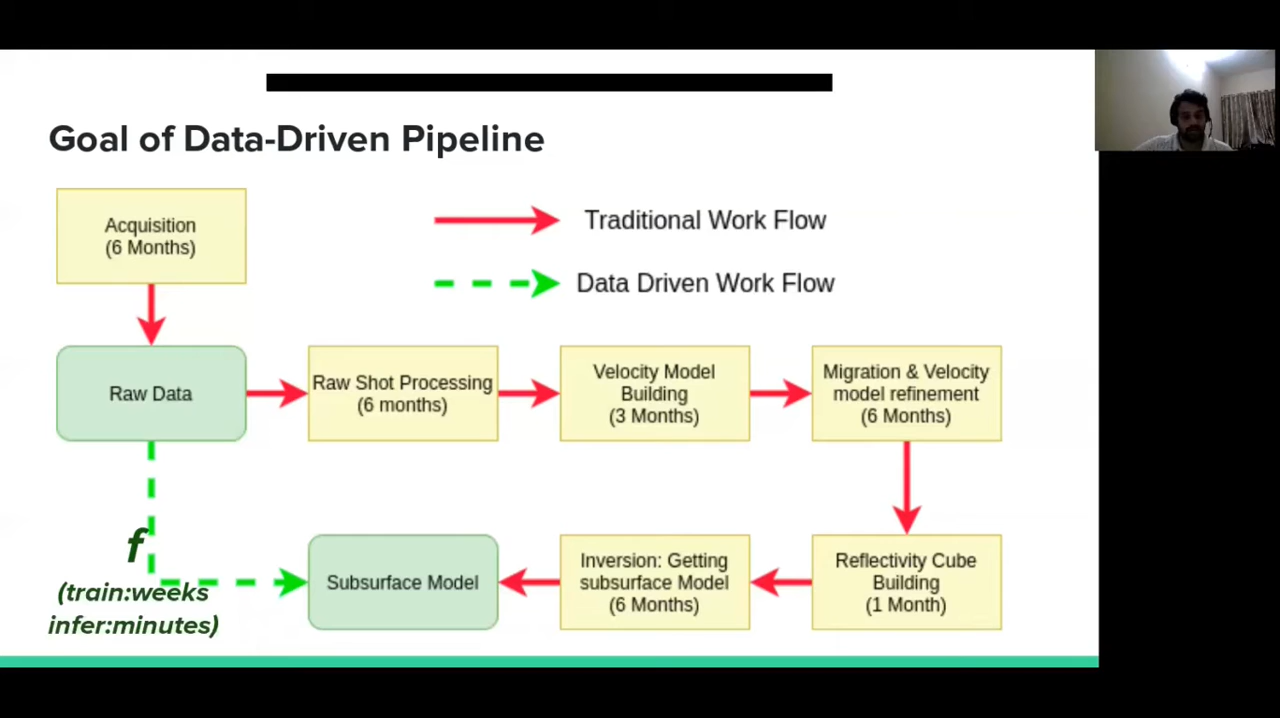 Goal of Data-Driven Pipeline
Acquisition
(6 Months)
Traditional Work Flow
Data Driven Work Flow
Raw Data
Raw Shot Processing
(6 months)
Velocity Model
Building
(3 Months)
Migration & Velocity
model refinement
(6 Months)
f
(train:weeks
infer:minutes)
Subsurface Model
Inversion: Getting
subsurface Model
(6 Months)
Reflectivity Cube
Building
(1 Month)